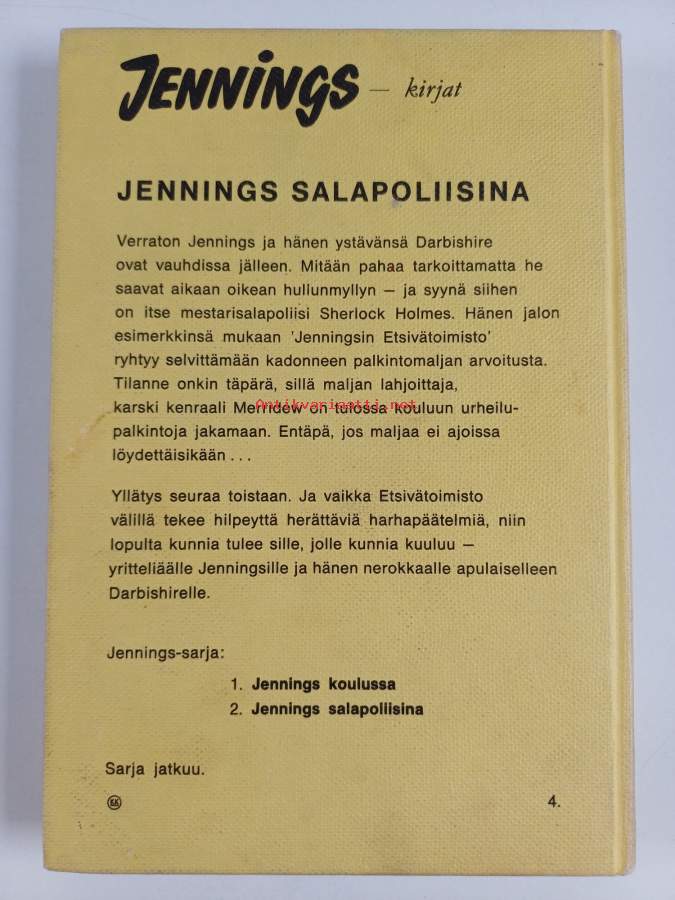 JENNINGS — kirjat
JENNINGS SALAPOLIISINA
Verraton Jennings ja hänen ystävänsä Darbishire
ovat vauhdissa jälleen. Mitään pahaa tarkoittamatta he
saavat aikaan oikean hullunmyllyn — ja syynä siihen
on itse mestarisalapoliisi Sherlock Holmes. Hänen jalon
esimerkkinsä mukaan 'Jenningsin Etsivätoimisto'
ryhtyy selvittämään kadonneen palkintomaljan arvoitusta.
Tilanne onkin täpärä, sillä maljan lahjoittaja,
karski kenraali Merridew on tulossa kouluun urheilu-
Antikvariaatti.net
palkintoja jakamaan. Entäpä, jos maljaa ei ajoissa
löydettäisikään . . .
Yllätys seuraa toistaan. Ja vaikka Etsivätoimisto
välillä tekee hilpeyttä herättäviä harhapäätelmiä, niin
lopulta kunnia tulee sille, jolle kunnia kuuluu —
yritteliäälle Jenningsille ja hänen nerokkaalle apulaiselleen
Darbishirelle.
Jennings-sarja:
1. Jennings koulussa
2. Jennings salapoliisina
Sarja jatkuu.
KK 4.